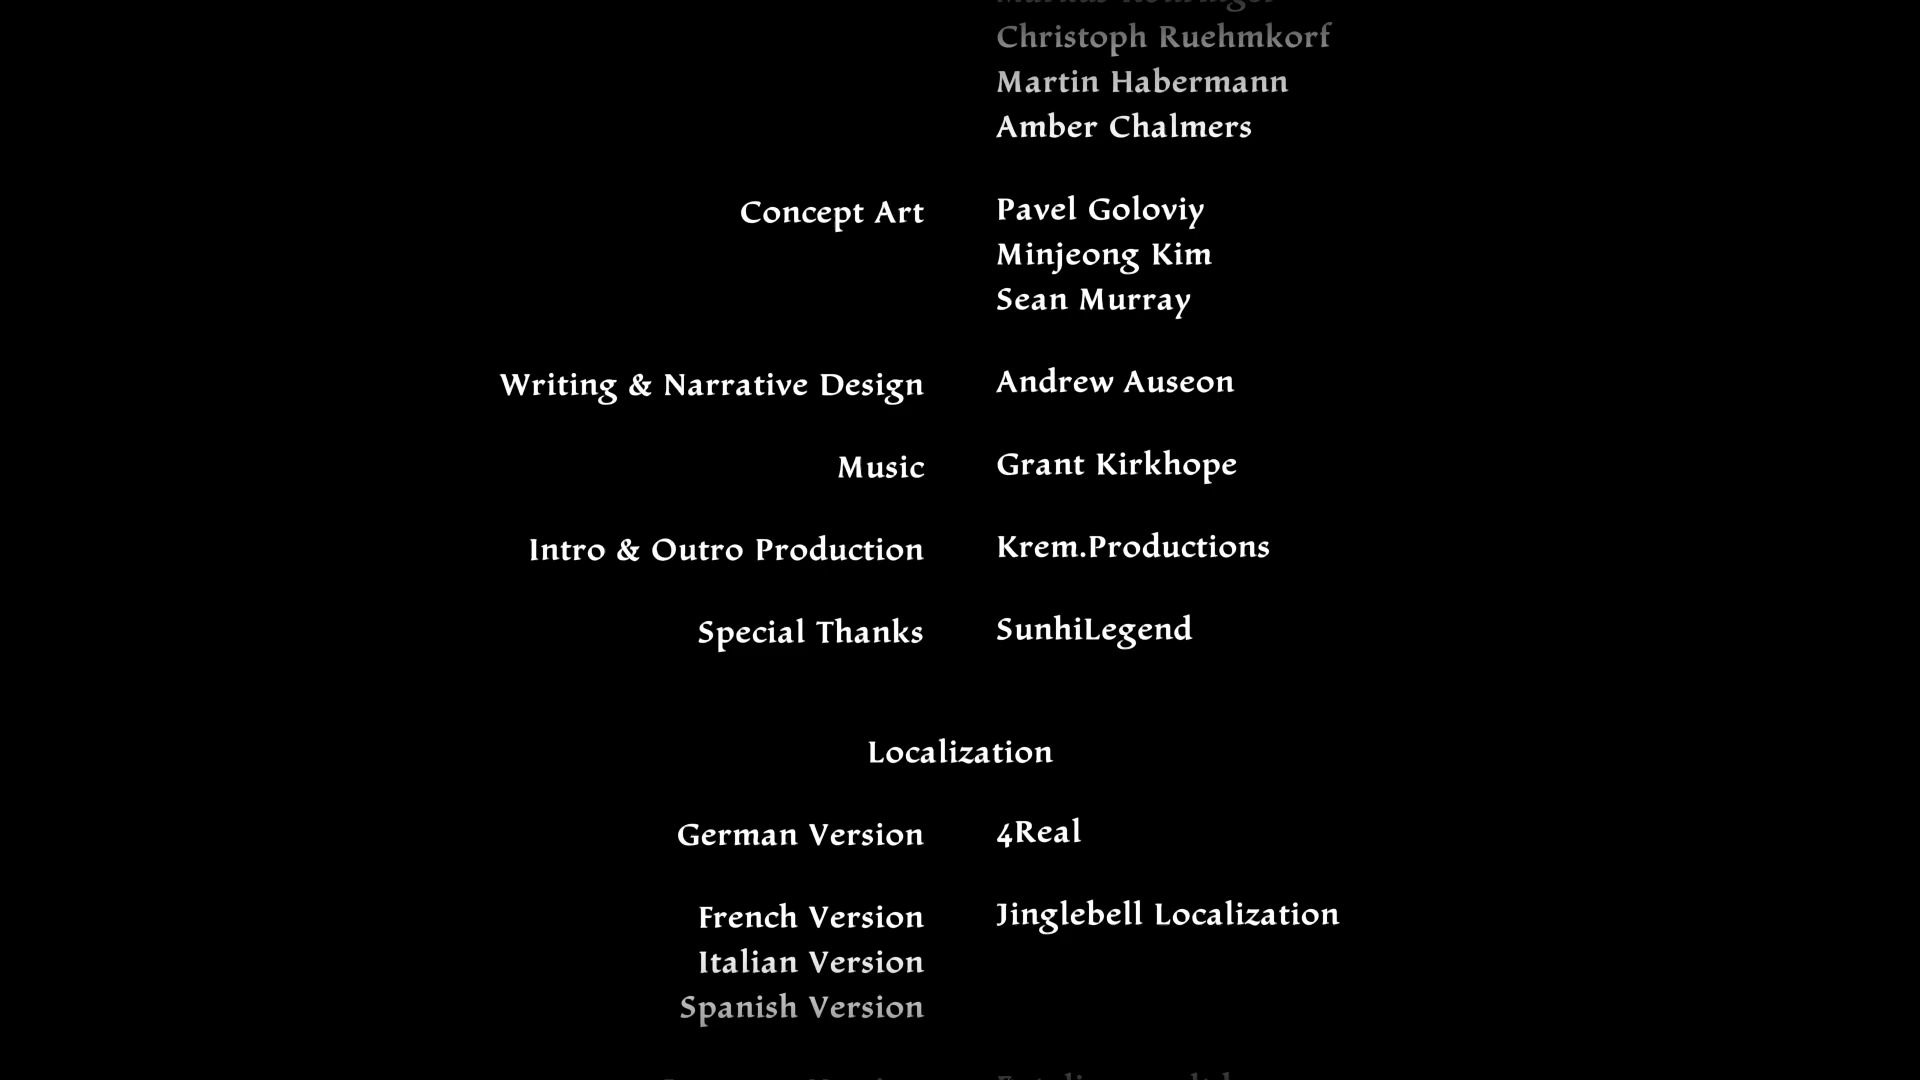 Christoph Ruehmkorf
Martin Habermann
Amber Chalmers
Concept Art Pavel Goloviy
Minjeong Kim
Sean Murray
Writing & Narrative Design Andrew Auseon
Music Grant Kirkhope
Intro & Outro Production Krem.Productions
Special Thanks SunhiLegend
Localization
German Version 4Real
French Version Jinglebell Localization
Italian Version
Spanish Version